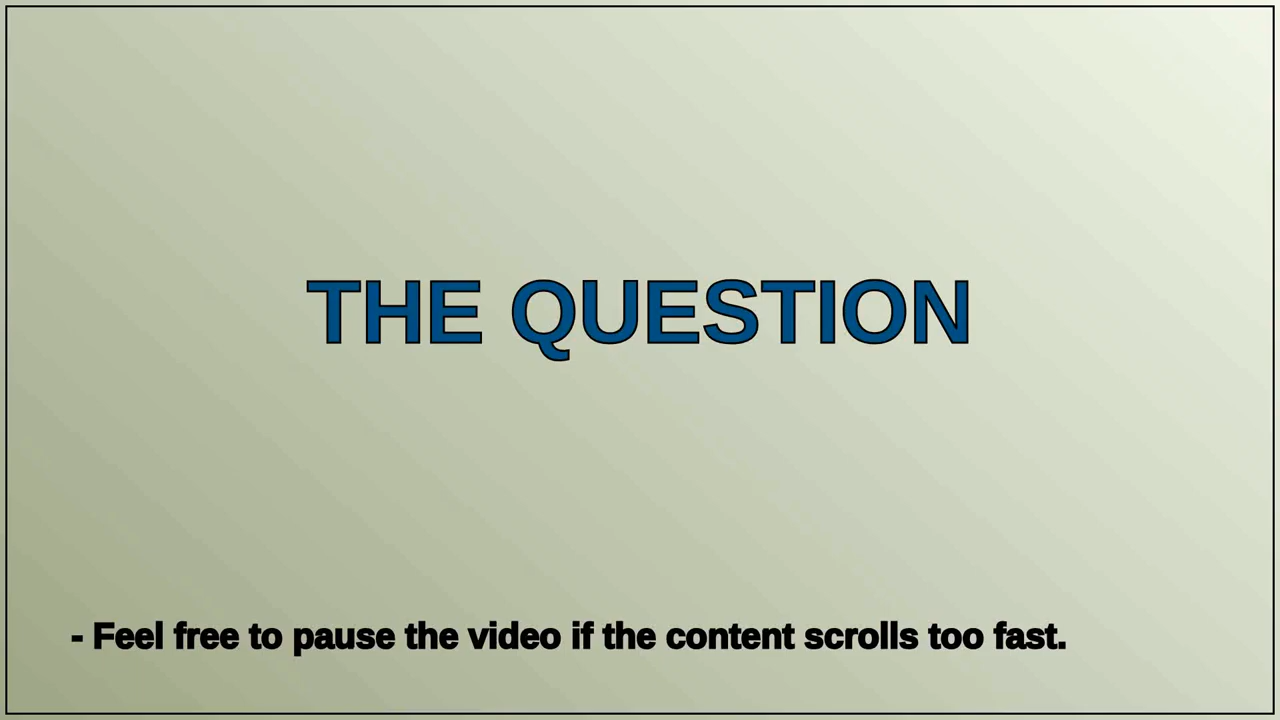 THE QUESTION
- Feel free to pause the video if the content scrolls too fast.